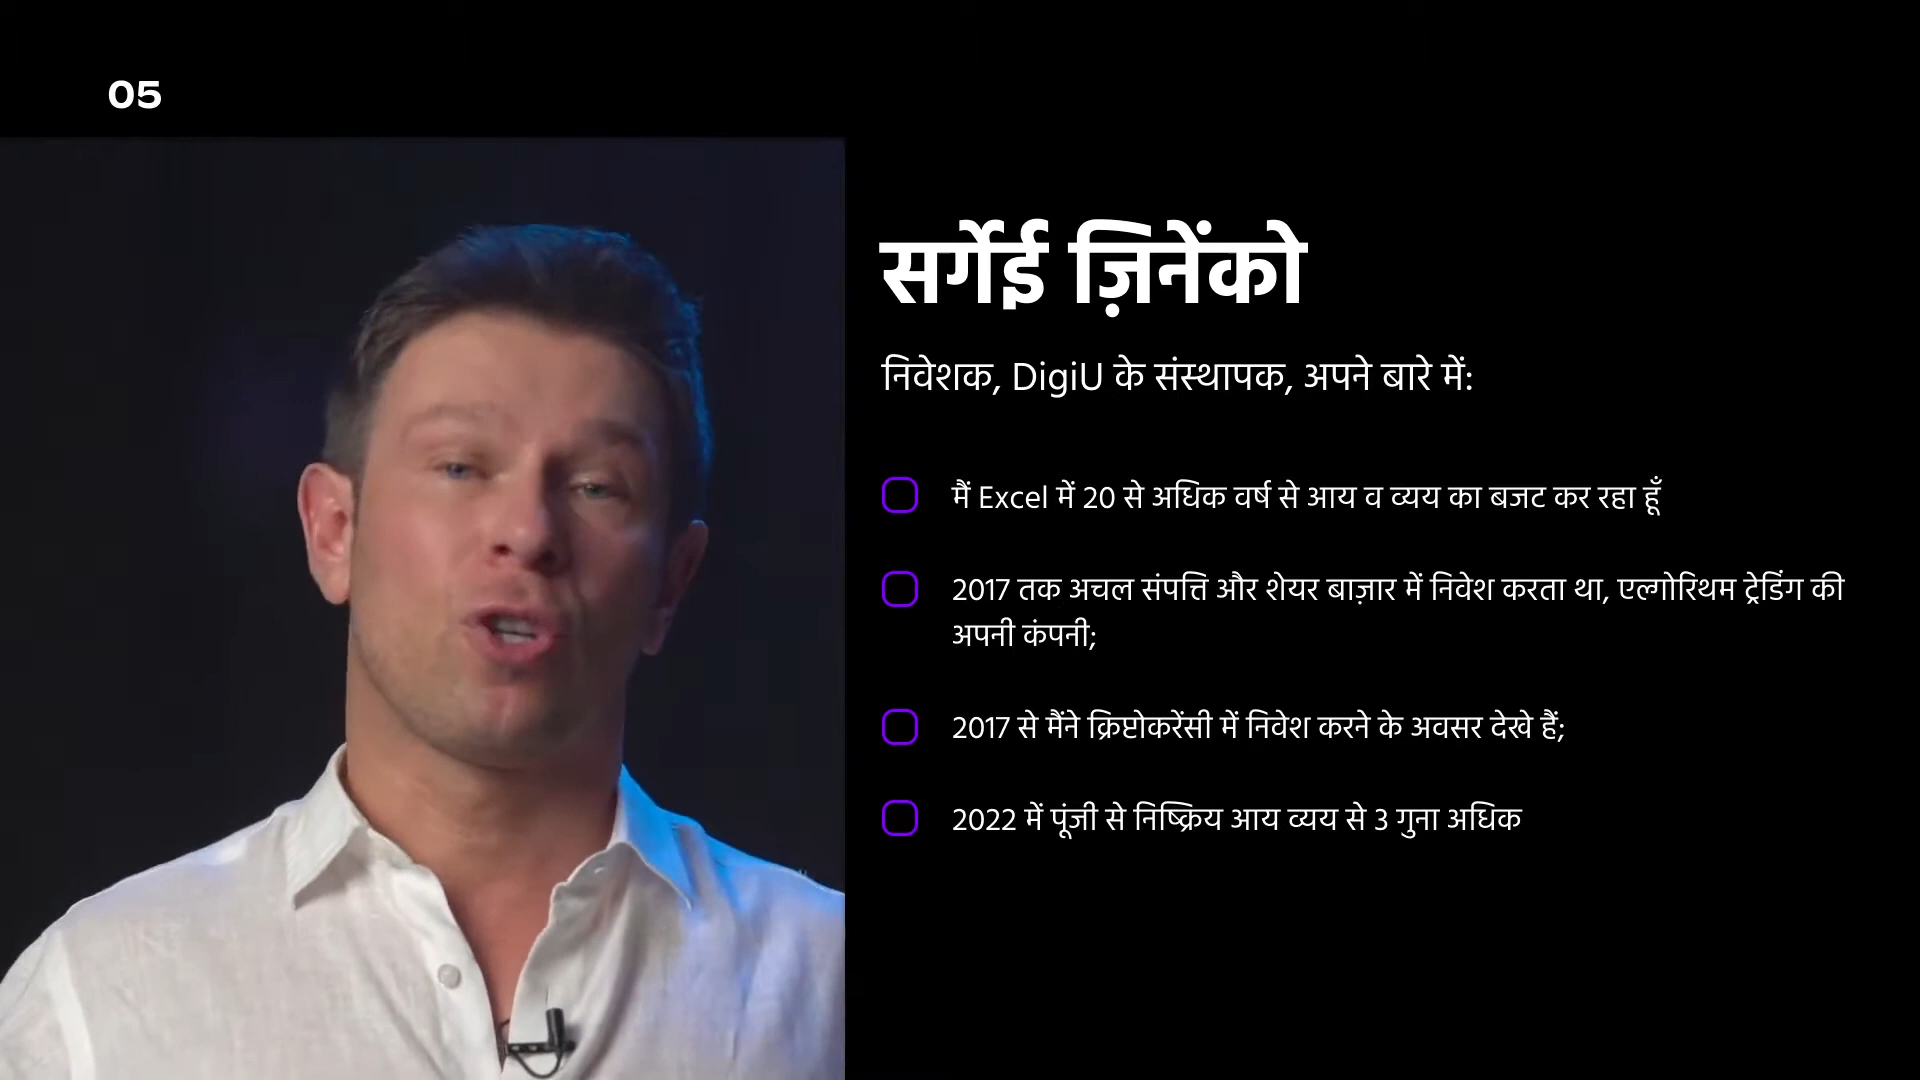 05
सर्गेई ज़िनेंको
निवेशक, DigiU के संस्थापक, अपने बारे में:
मैं Excel में 20 से अधिक वर्ष से आय व व्यय का बजट कर रहा हूँ
2017 तक अचल संपत्ति और शेयर बाज़ार में निवेश करता था, एल्गोरिथम ट्रेडिंग की
अपनी कंपनी;
2017 से मैंने क्रिप्टोकरेंसी में निवेश करने के अवसर देखे हैं;
2022 में पूंजी से निष्क्रिय आय व्यय से 3 गुना अधिक